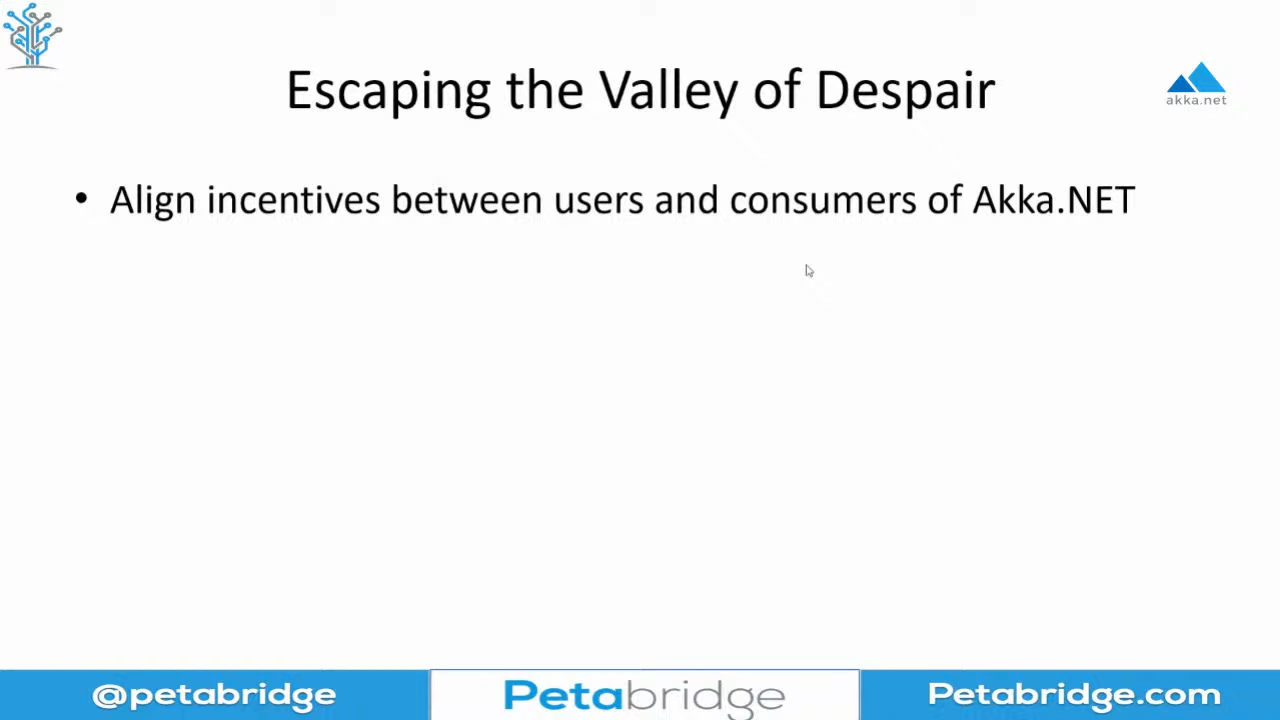 Escaping the Valley of Despair
akka.net
• Align incentives between users and consumers of Akka.NET
@petabridge
Petabridge
Petabridge.com